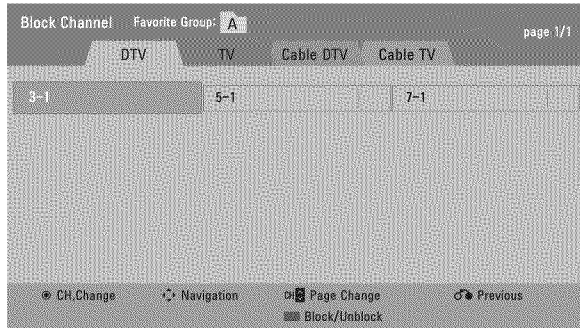 Block Channel Favorite Group: A
page 1/1
DTV TV Cable DTV Cable TV
3-1 5-1 7-1
CH.Change Navigation CH Page Change Previous
Block/Unblock